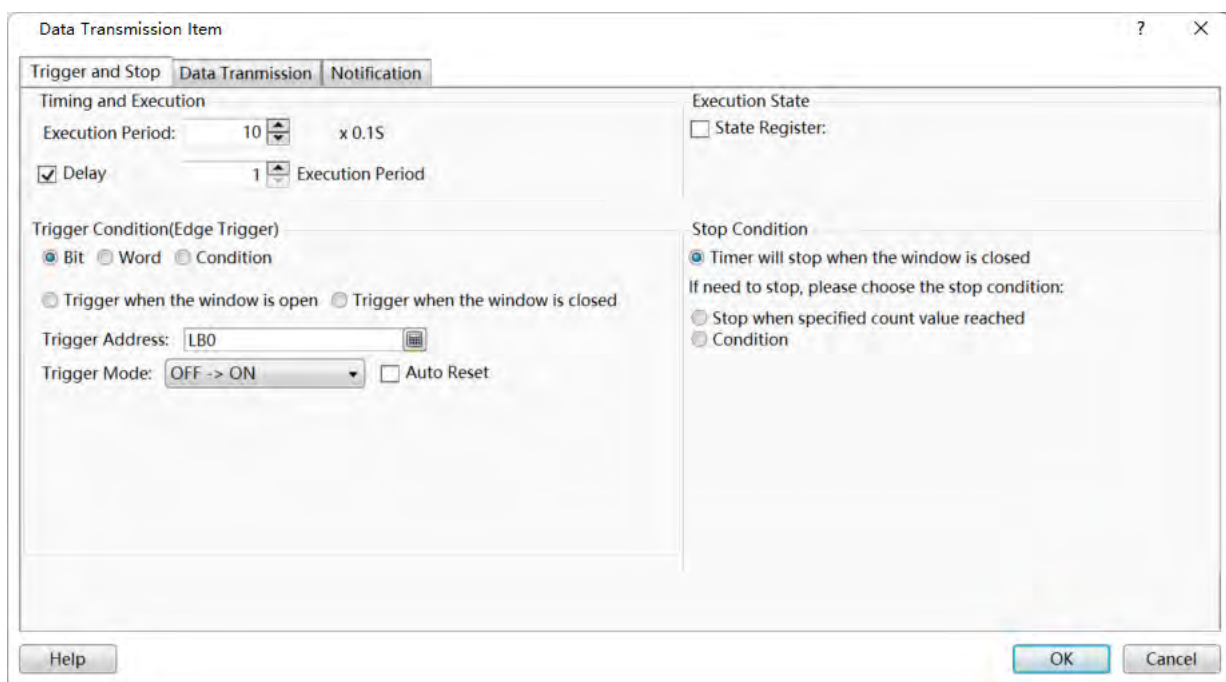 Data Transmission Item
?
Trigger and Stop
Data Tranmission
Notification
Timing and Execution
Execution Period:
10
x 0.1S
Delay
1
Execution Period
Execution State
State Register:
Trigger Condition(Edge Trigger)
Bit
Word
Condition
Trigger when the window is open
Trigger when the window is closed
Trigger Address:
LB0
Trigger Mode:
OFF -> ON
Auto Reset
Stop Condition
Timer will stop when the window is closed
If need to stop, please choose the stop condition:
Stop when specified count value reached
Condition
Help
OK
Cancel